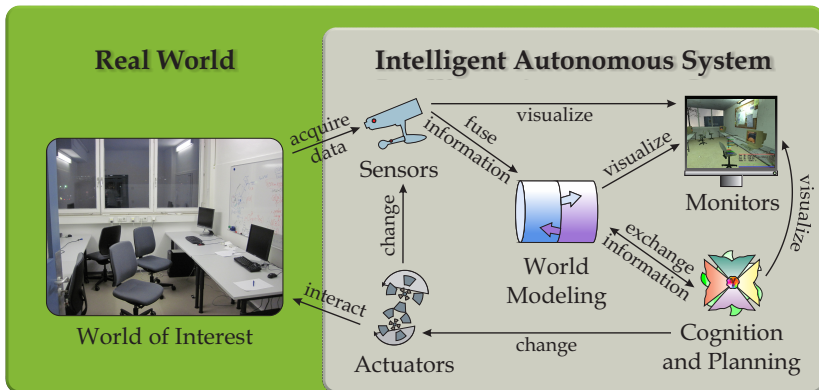 Real World
Intelligent Autonomous System
acquire
data
Sensors
fuse
information
visualize
visualize
Monitors
change
World
Modeling
exchange
information
visualize
interact
World of Interest
Actuators
change
Cognition
and Planning